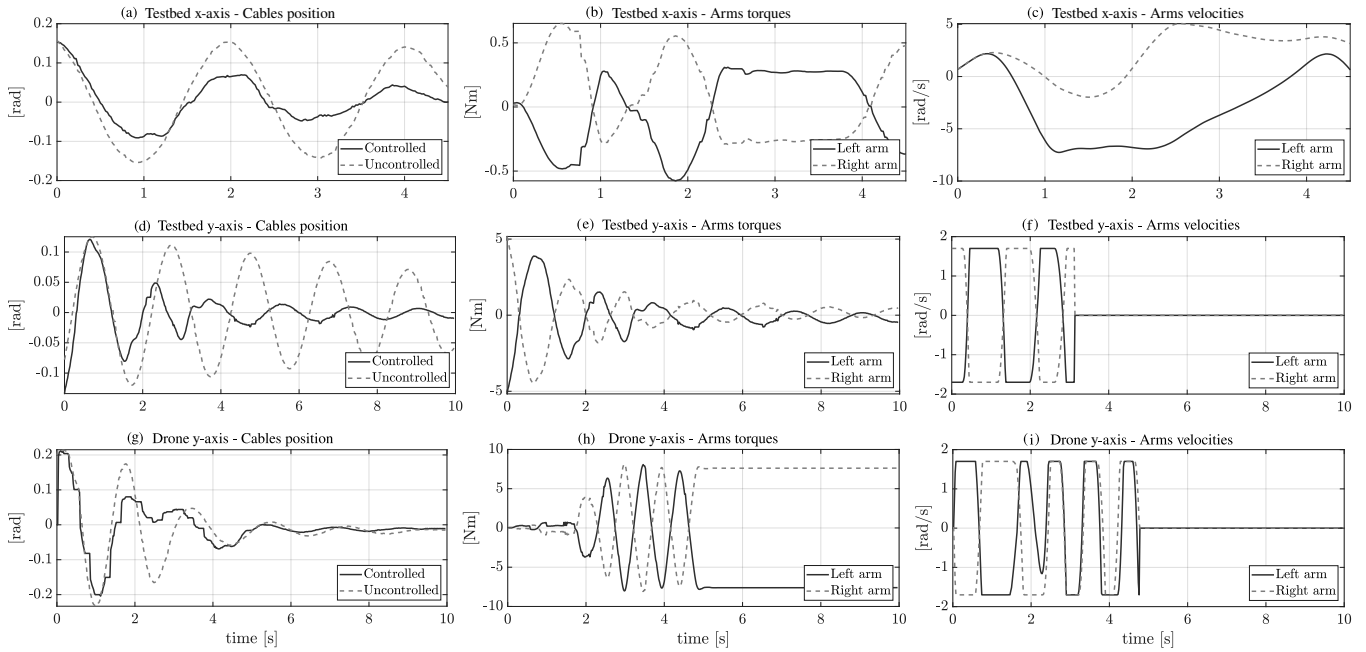 (a) Testbed x-axis - Cables position
(b) Testbed x-axis - Arms torques
(c) Testbed x-axis - Arms velocities
0.2
0.1
0
-0.1
-0.2
[rad]
0 1 2 3 4
Controlled
Uncontrolled
0.5
0
-0.5
[Nm]
0 1 2 3 4
Left arm
Right arm
5
0
-5
-10
[rad/s]
0 1 2 3 4
Left arm
Right arm
(d) Testbed y-axis - Cables position
(e) Testbed y-axis - Arms torques
(f) Testbed y-axis - Arms velocities
0.1
0.05
0
-0.05
-0.1
[rad]
0 2 4 6 8 10
Controlled
Uncontrolled
5
0
-5
[Nm]
0 2 4 6 8 10
Left arm
Right arm
2
1
0
-1
-2
[rad/s]
0 2 4 6 8 10
Left arm
Right arm
(g) Drone y-axis - Cables position
(h) Drone y-axis - Arms torques
(i) Drone y-axis - Arms velocities
0.2
0.1
0
-0.1
-0.2
[rad]
0 2 4 6 8 10
time [s]
Controlled
Uncontrolled
10
5
0
-5
-10
[Nm]
0 2 4 6 8 10
time [s]
Left arm
Right arm
2
1
0
-1
-2
[rad/s]
0 2 4 6 8 10
time [s]
Left arm
Right arm